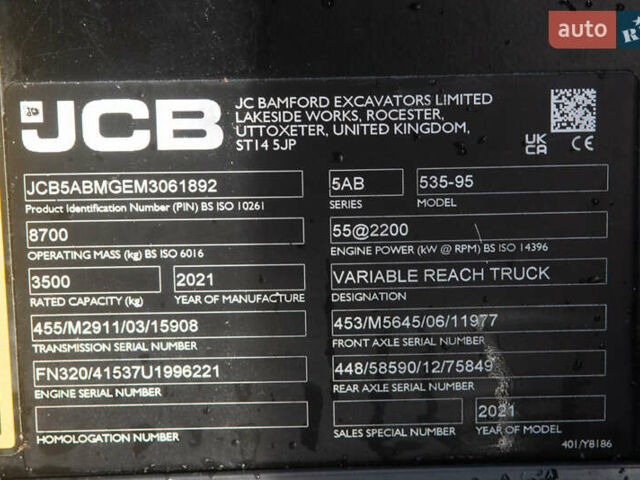 auto
JCB
JC BAMFORD EXCAVATORS LIMITED
LAKESIDE WORKS, ROCESTER,
UTTOXETER, UNITED KINGDOM,
ST14 5JP
UK
CA
CE
JCB5ABMGEM3061892
Product Identification Number (PIN) BS ISO 10261
5AB
SERIES
535-95
MODEL
8700
OPERATING MASS (kg) BS ISO 6016
55@2200
ENGINE POWER (kW @ RPM) BS ISO 14396
3500
RATED CAPACITY (kg)
2021
YEAR OF MANUFACTURE
VARIABLE REACH TRUCK
DESIGNATION
455/M2911/03/15908
TRANSMISSION SERIAL NUMBER
453/M5645/06/11977
FRONT AXLE SERIAL NUMBER
FN320/41537U1996221
ENGINE SERIAL NUMBER
448/58590/12/75849
REAR AXLE SERIAL NUMBER
HOMOLOGATION NUMBER
SALES SPECIAL NUMBER
2021
YEAR OF MODEL
401/Y8186